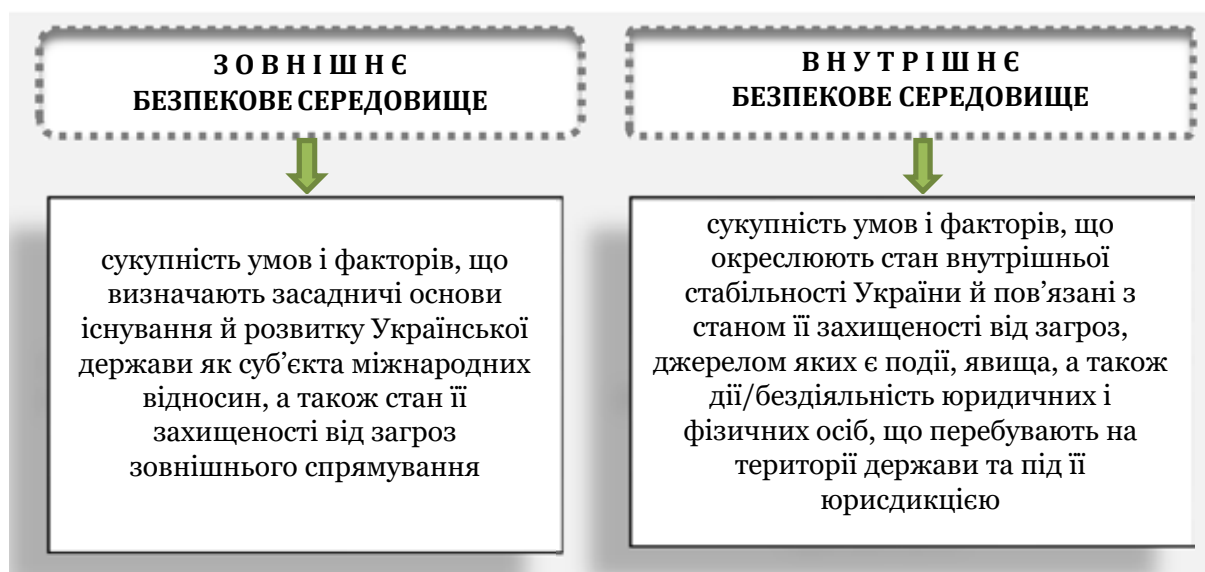 З О В Н І Ш Н Є
БЕЗПЕКОВЕ СЕРЕДОВИЩЕ
сукупність умов і факторів, що
визначають засадничі основи
існування й розвитку Української
держави як суб’єкта міжнародних
відносин, а також стан її
захищеності від загроз
зовнішнього спрямування
В Н У Т Р І Ш Н Є
БЕЗПЕКОВЕ СЕРЕДОВИЩЕ
сукупність умов і факторів, що
окреслюють стан внутрішньої
стабільності України й пов’язані з
станом її захищеності від загроз,
джерелом яких є події, явища, а також
дії/бездіяльність юридичних і
фізичних осіб, що перебувають на
території держави та під її
юрисдикцією